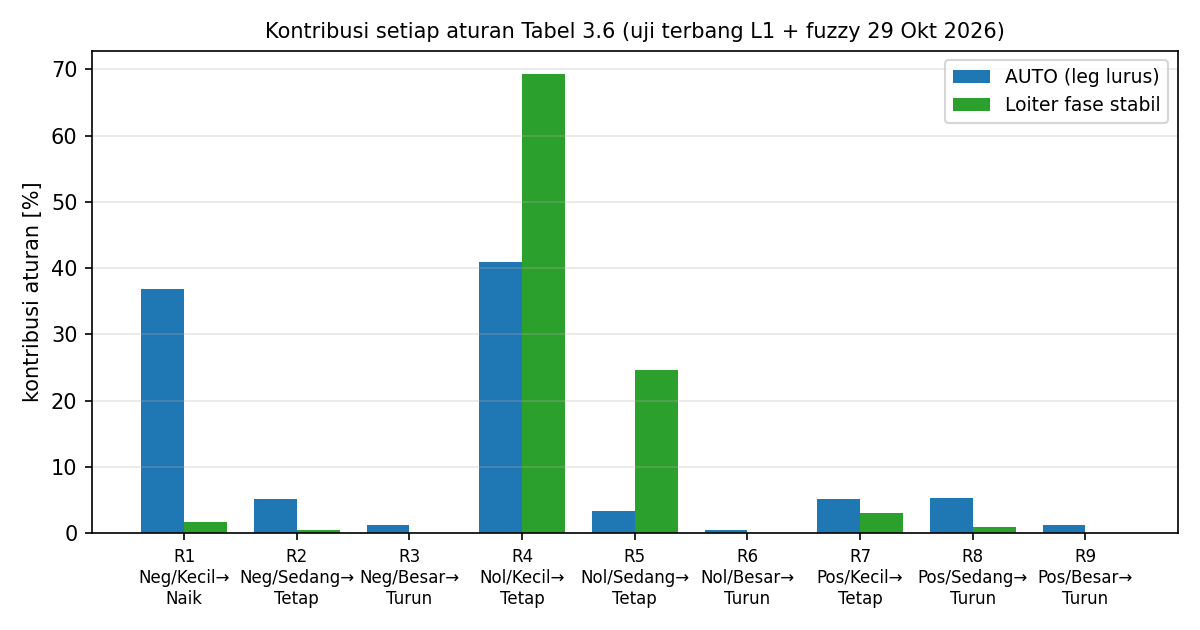 Kontribusi setiap aturan Tabel 3.6 (uji terbang L1 + fuzzy 29 Okt 2026)
AUTO (leg lurus)
Loiter fase stabil
kontribusi aturan [%]
70
60
50
40
30
20
10
0
R1 R2 R3 R4 R5 R6 R7 R8 R9
Neg/Kecil→ Neg/Sedang→ Neg/Besar→ Nol/Kecil→ Nol/Sedang→ Nol/Besar→ Pos/Kecil→ Pos/Sedang→ Pos/Besar→
Naik Tetap Turun Tetap Tetap Turun Tetap Turun Turun